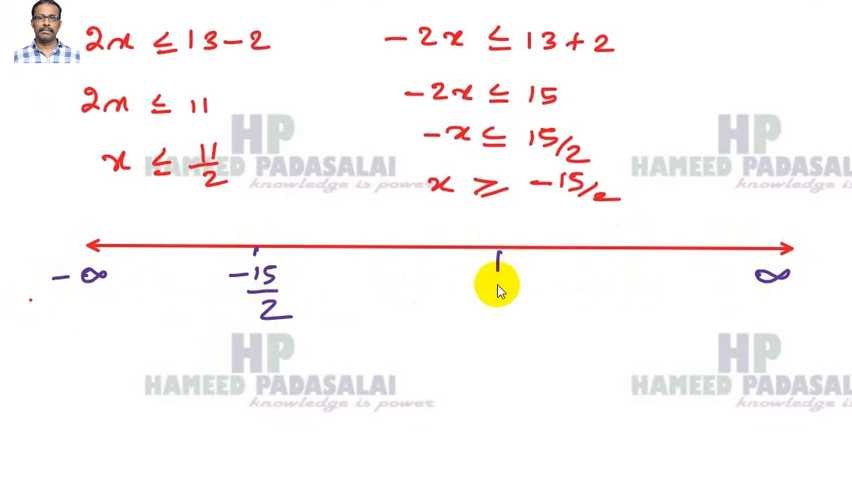 2x ≤ 13 - 2
-2x ≤ 13 + 2
2x ≤ 11
-2x ≤ 15
-x ≤ 15/2
x ≤ 11/2
x ≥ -15/2
HP
HAMEED PADASALAI
knowledge is power
HP
HAMEED PADASALAI
knowledge is power
-∞
-15/2
∞
HP
HAMEED PADASALAI
knowledge is power
HP
HAMEED PADASALAI
knowledge is power